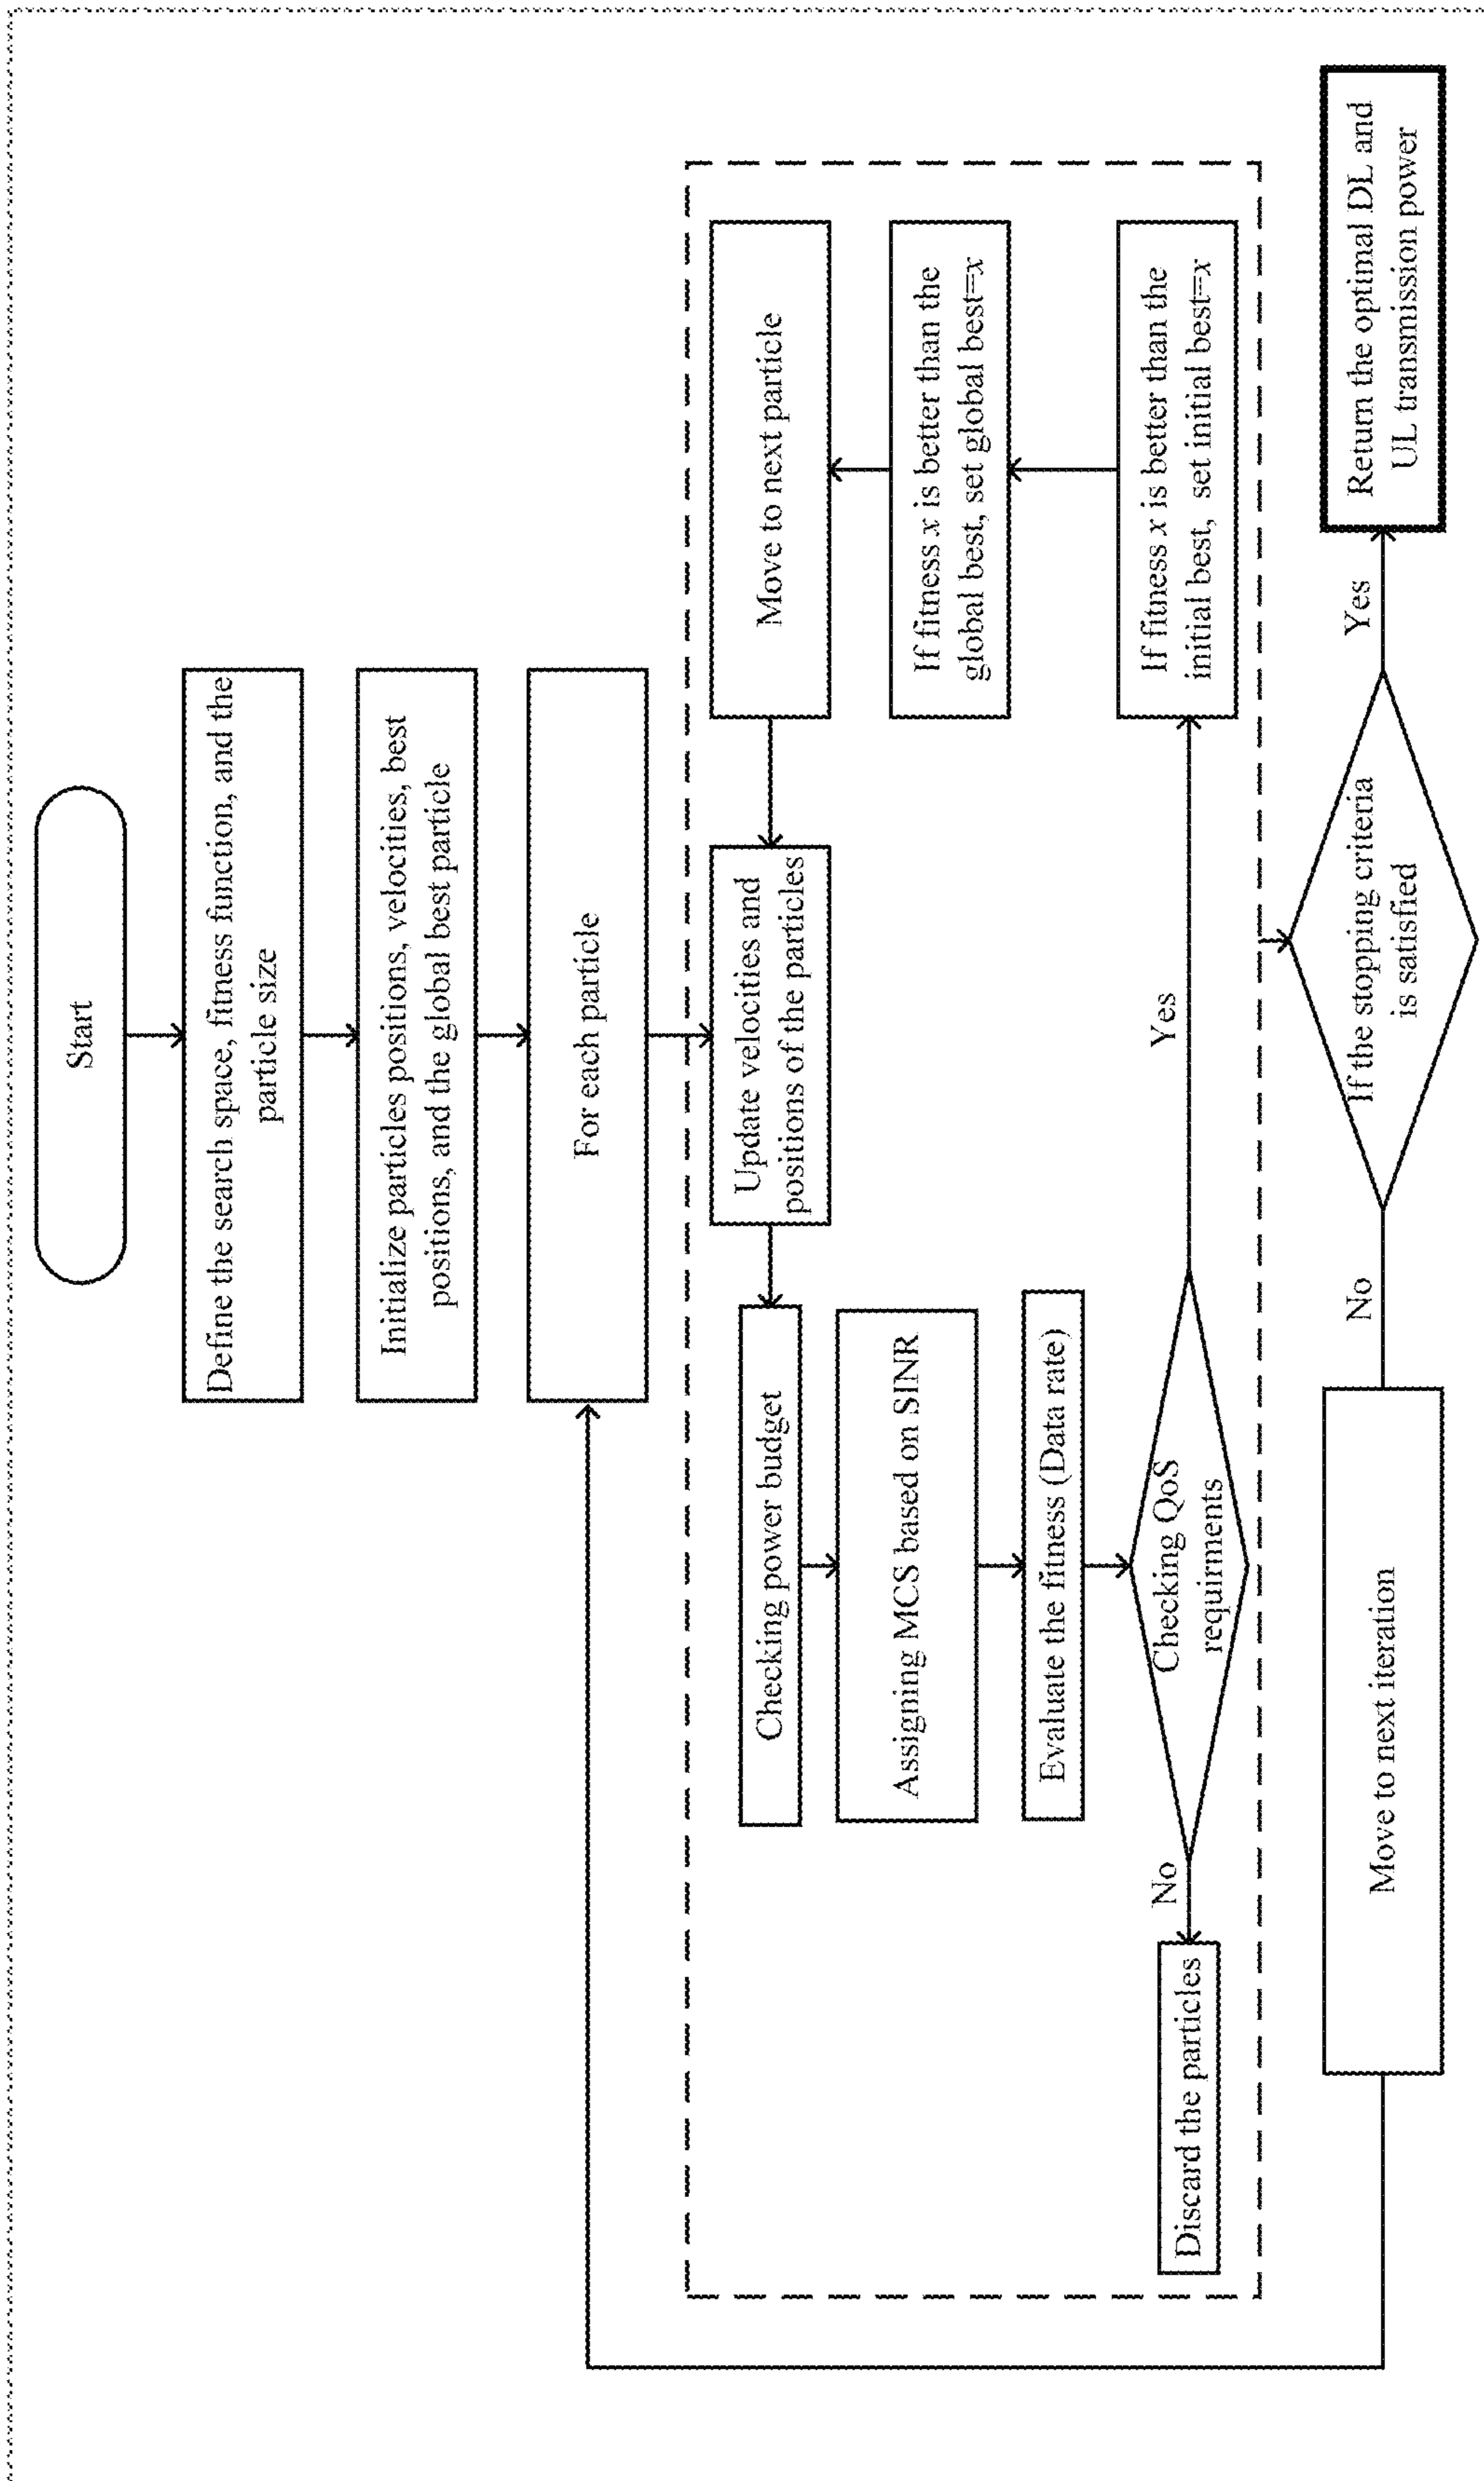 Start
Define the search space, fitness function, and the
particle size
Initialize particles positions, velocities, best
positions, and the global best particle
For each particle
Update velocities and
positions of the particles
Checking power budget
Assigning MCS based on SINR
Evaluate the fitness (Data rate)
Checking QoS
requirments
No
Discard the particles
Yes
If fitness x is better than the
initial best, set initial best=x
If fitness x is better than the
global best, set global best=x
Move to next particle
If the stopping criteria
is satisfied
No
Move to next iteration
Yes
Return the optimal DL and
UL transmission power